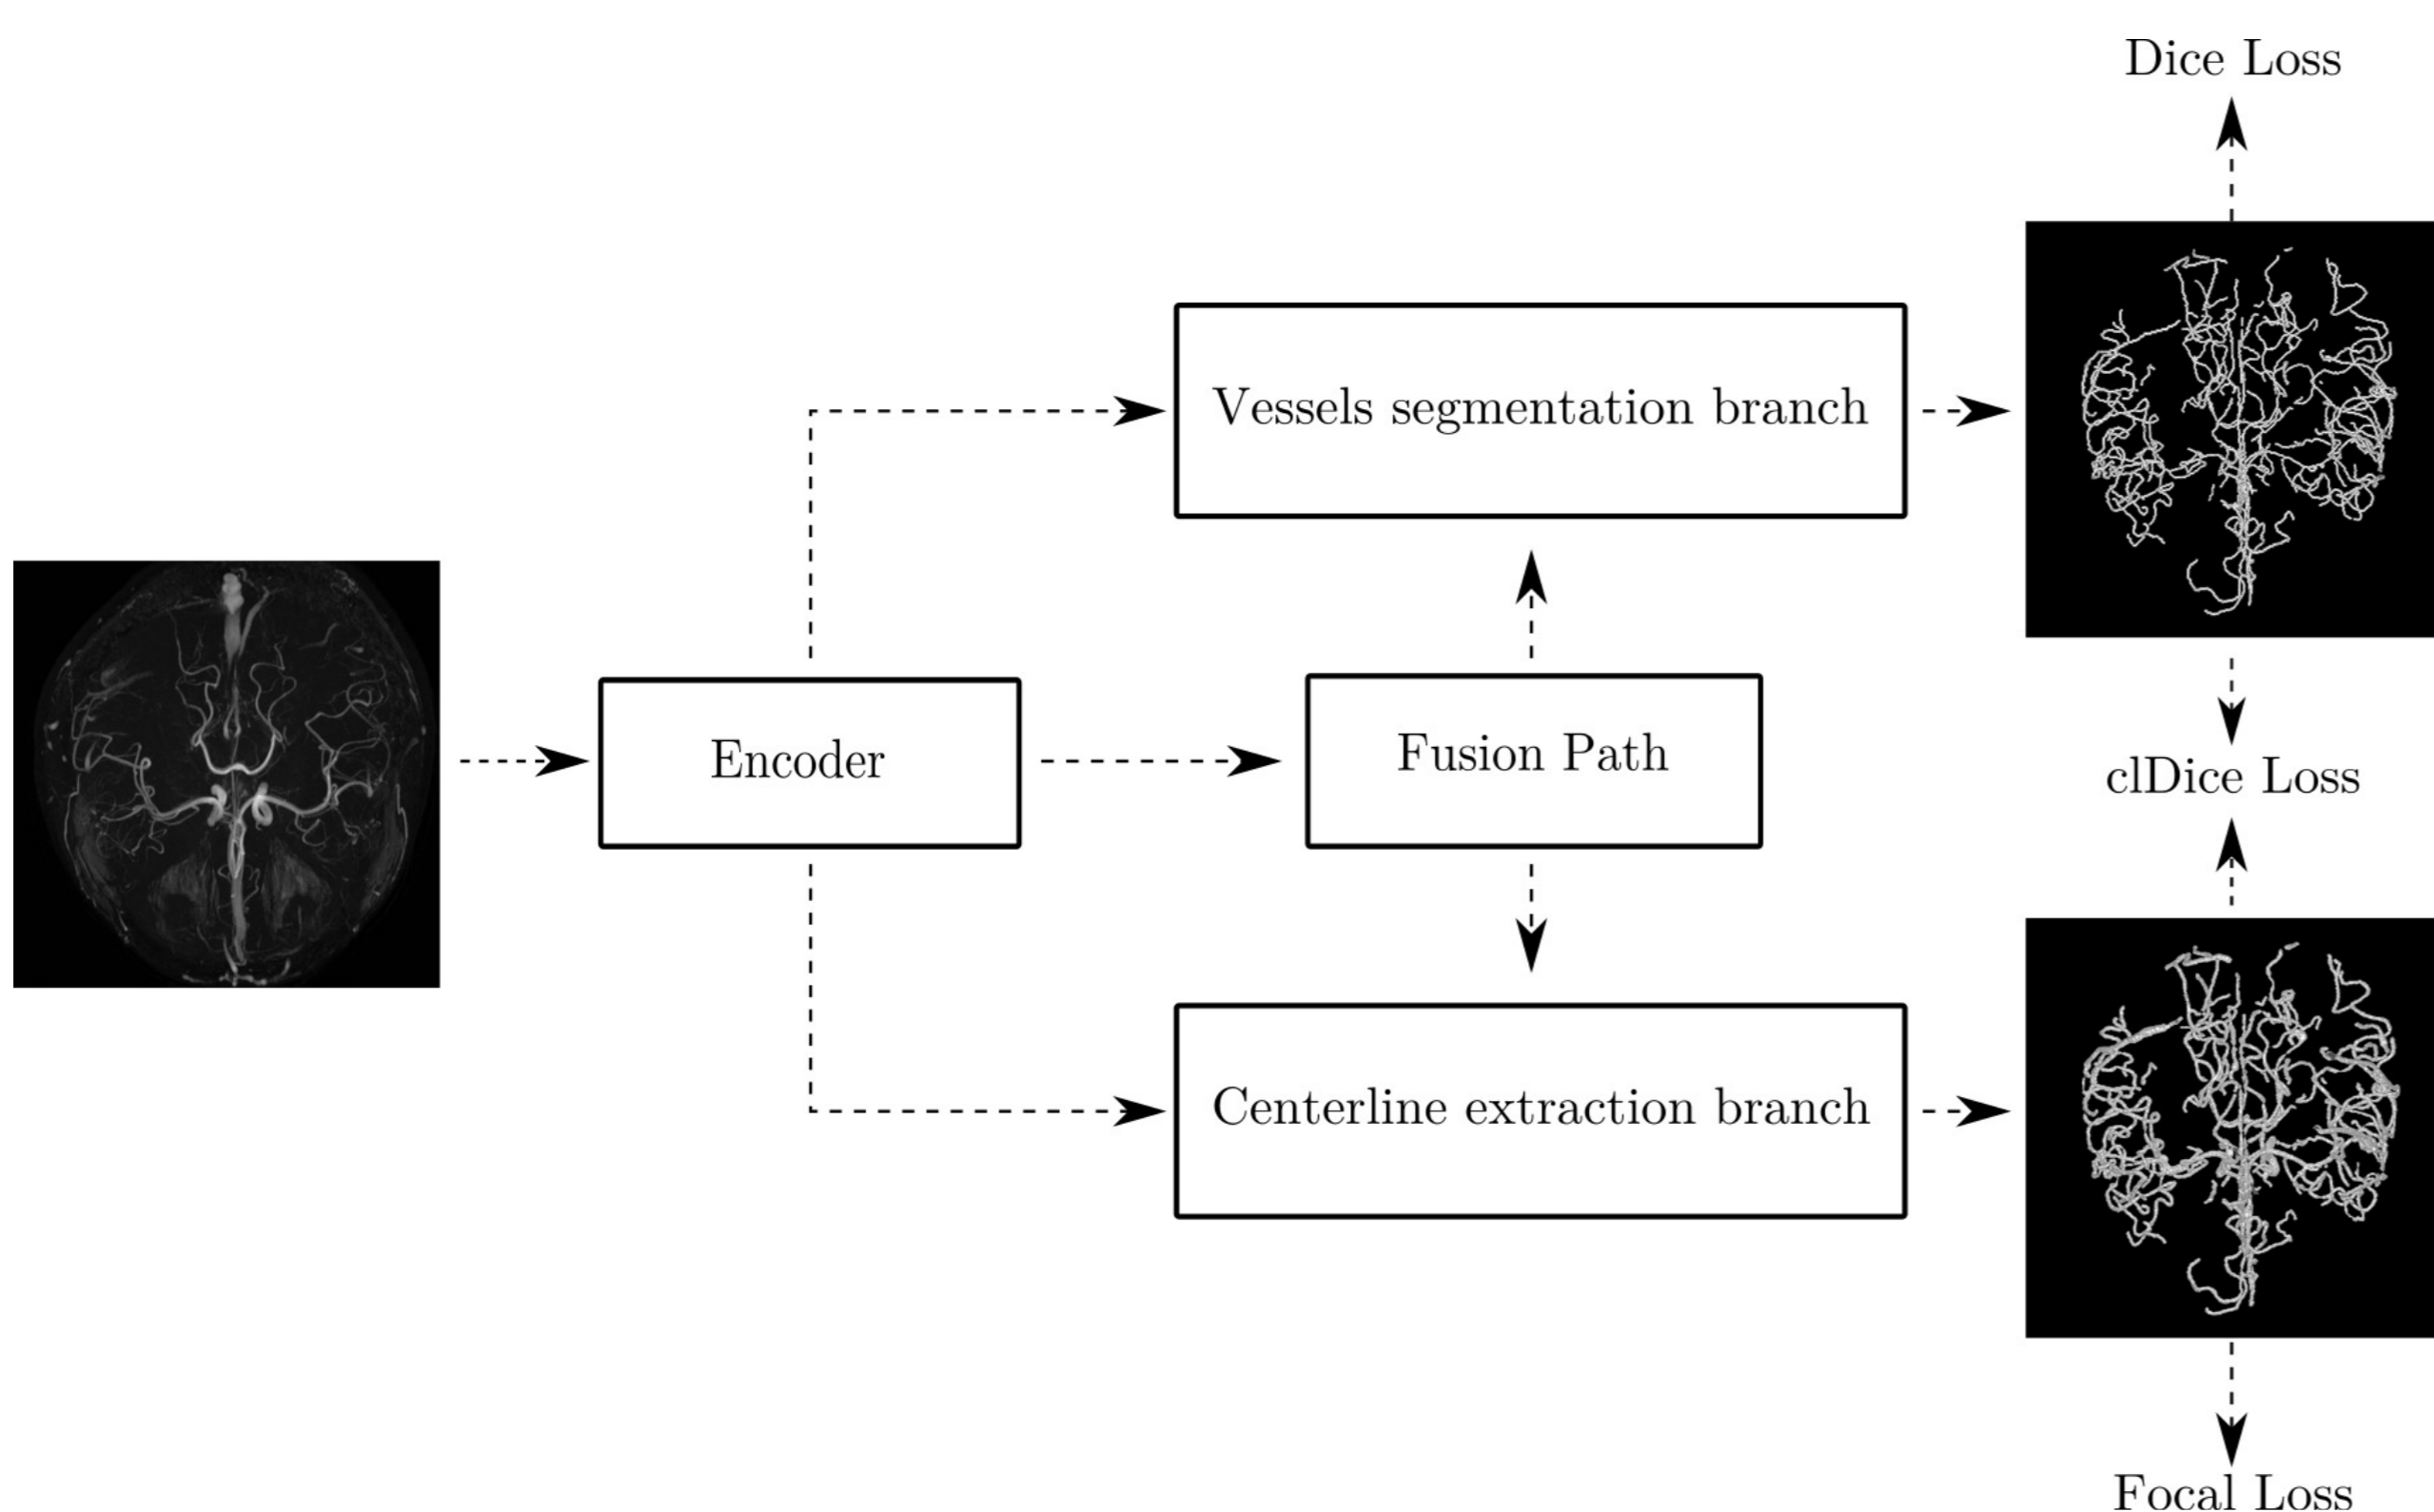 Dice Loss
Vessels segmentation branch
Encoder
Fusion Path
clDice Loss
Centerline extraction branch
Focal Loss